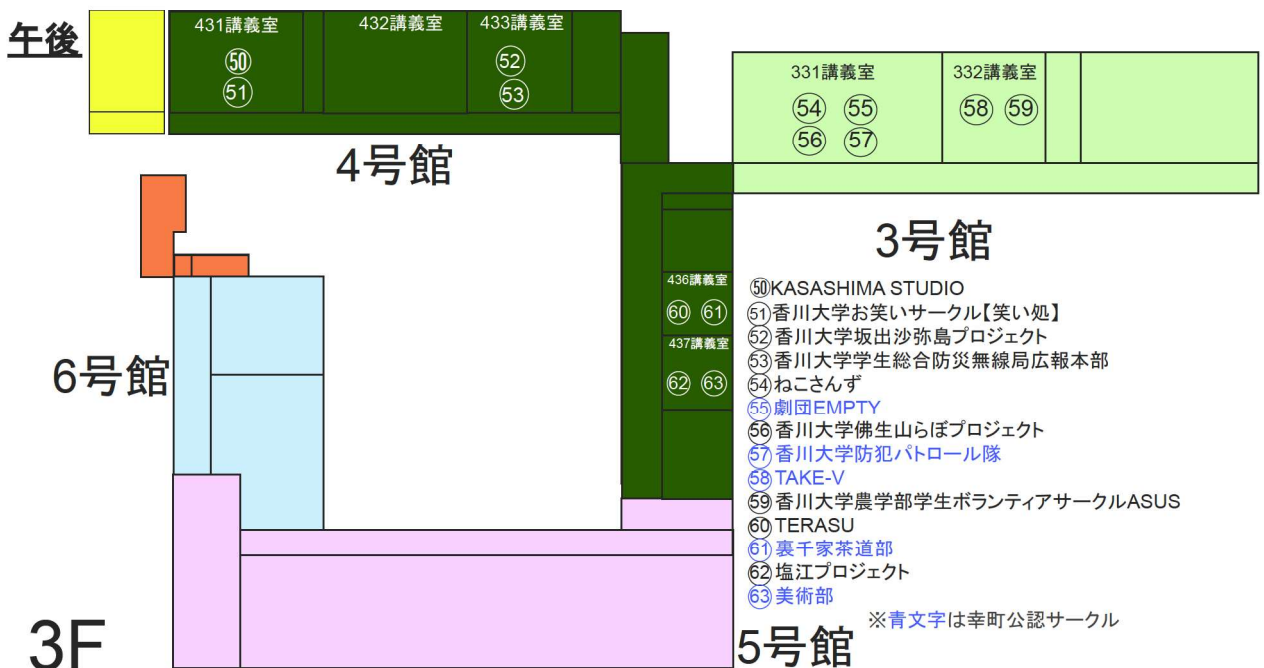 午後
431講義室
㊿
51
432講義室
433講義室
52
53
331講義室
54 55
56 57
332講義室
58 59
4号館
3号館
6号館
436講義室
60 61
437講義室
62 63
㊿KASASHIMA STUDIO
51香川大学お笑いサークル【笑い処】
52香川大学坂出沙弥島プロジェクト
53香川大学学生総合防災無線局広報本部
54ねこさんず
55劇団EMPTY
56香川大学佛生山らぼプロジェクト
57香川大学防犯パトロール隊
58TAKE-V
59香川大学農学部学生ボランティアサークルASUS
60TERASU
61裏千家茶道部
62塩江プロジェクト
63美術部
※青文字は幸町公認サークル
3F
5号館